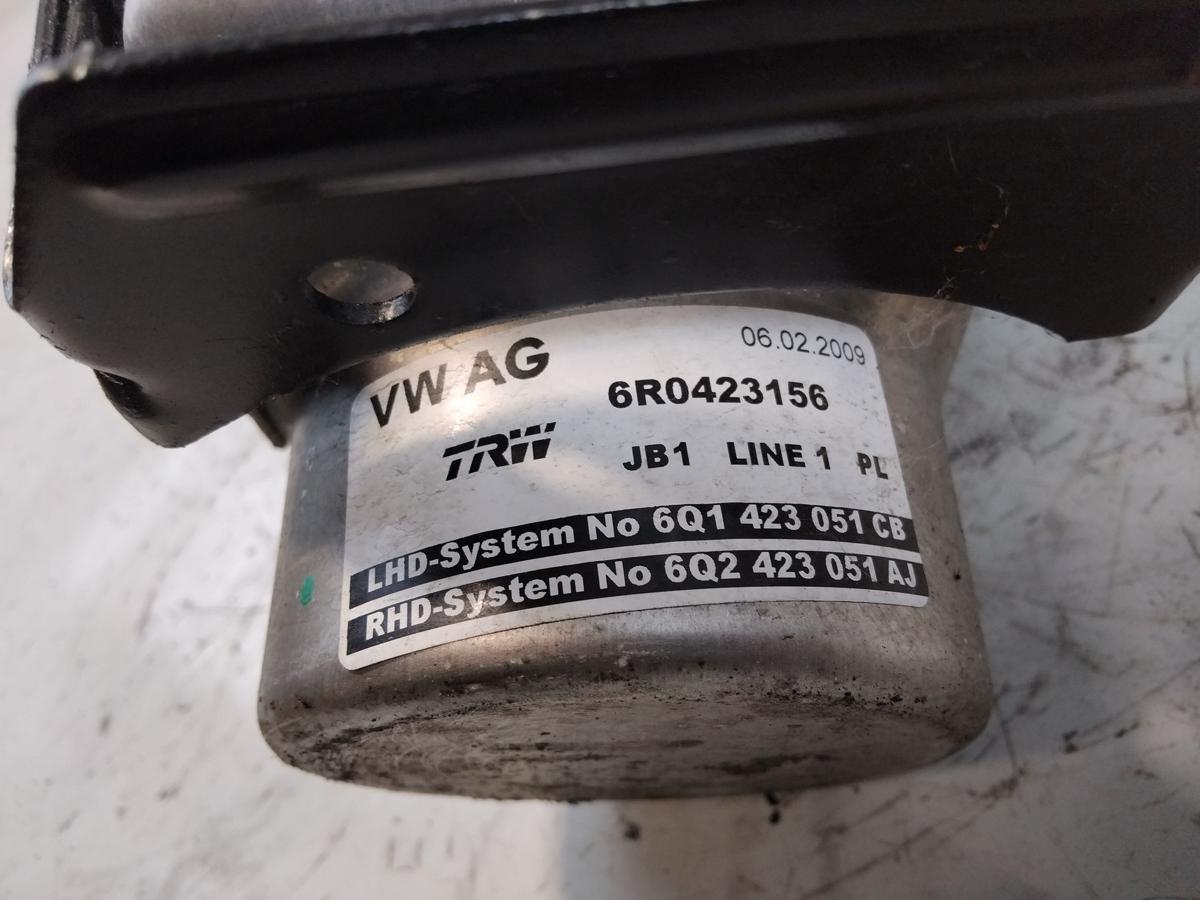 VW AG 06.02.2009
6R0423156
TRW JB1 LINE 1 PL
LHD-System No 6Q1 423 051 CB
RHD-System No 6Q2 423 051 AJ